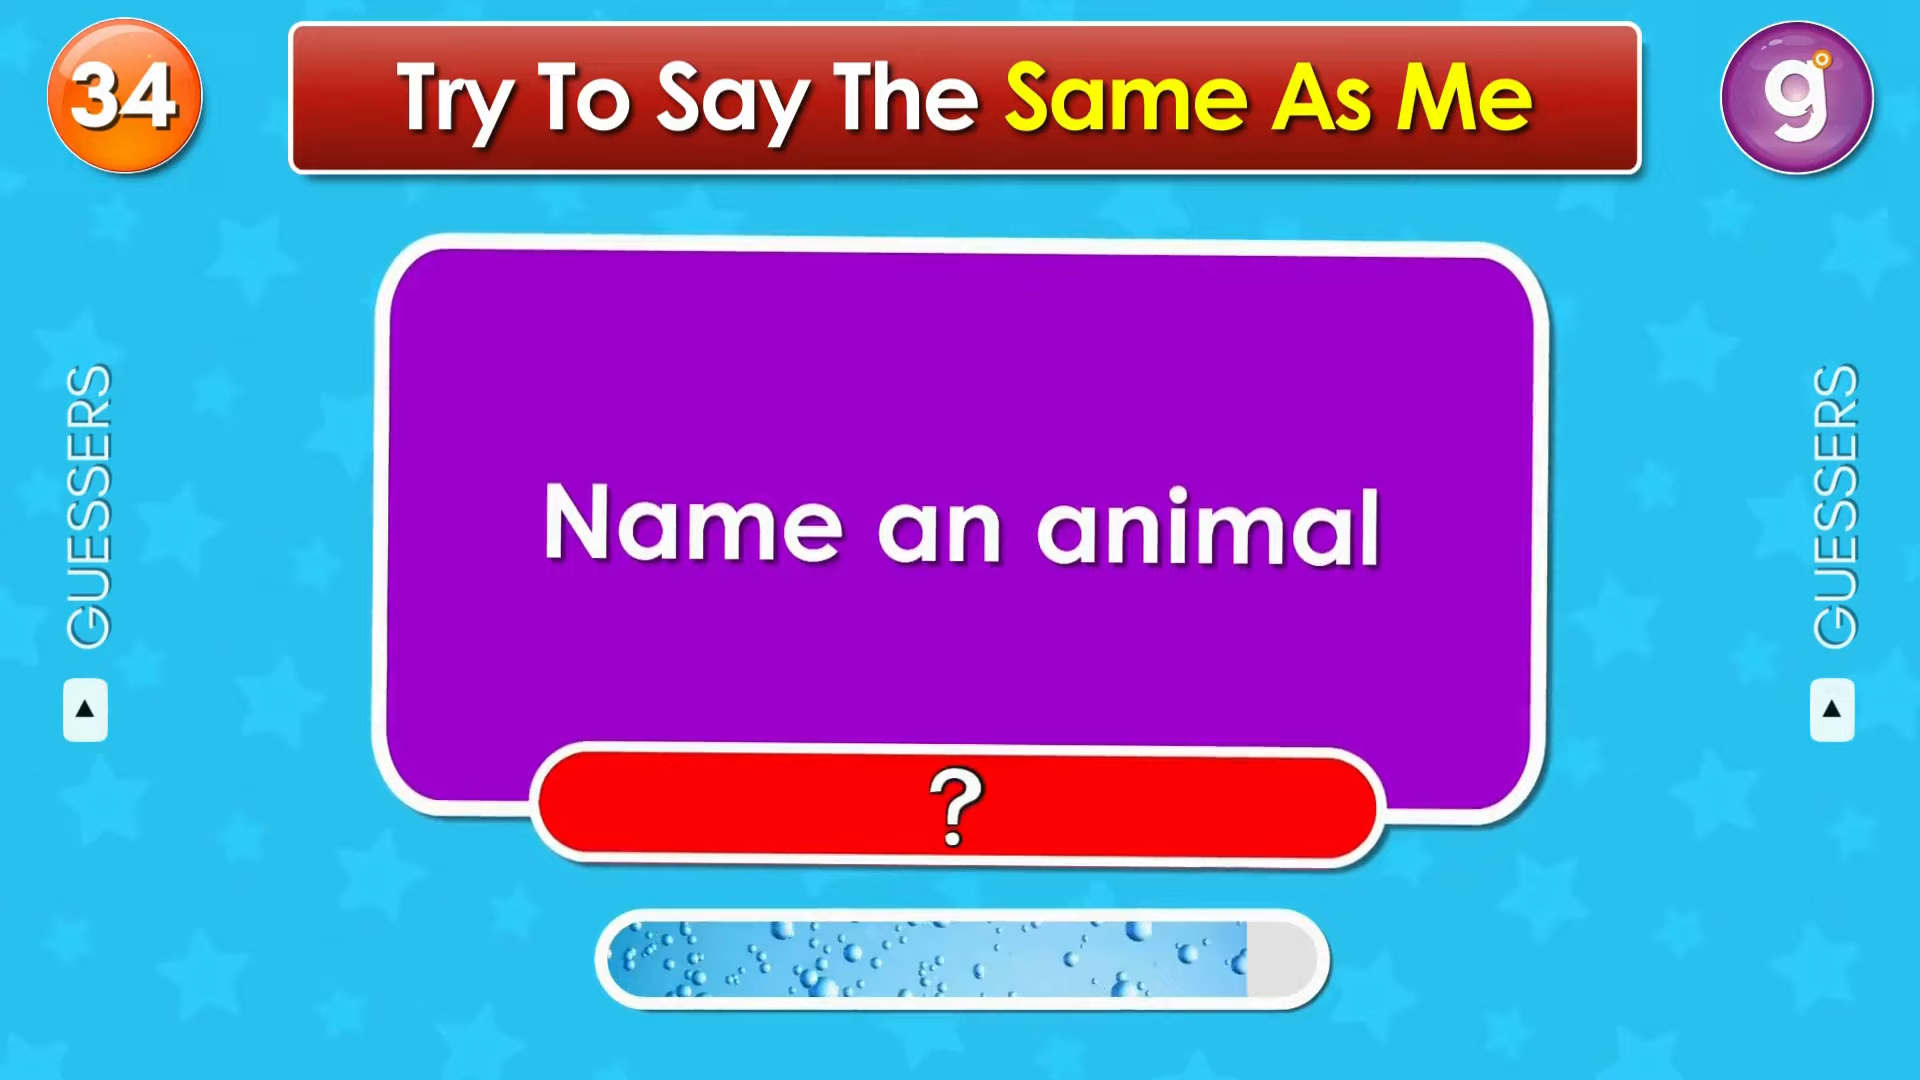 34
Try To Say The Same As Me
g
GUESSERS
Name an animal
GUESSERS
?